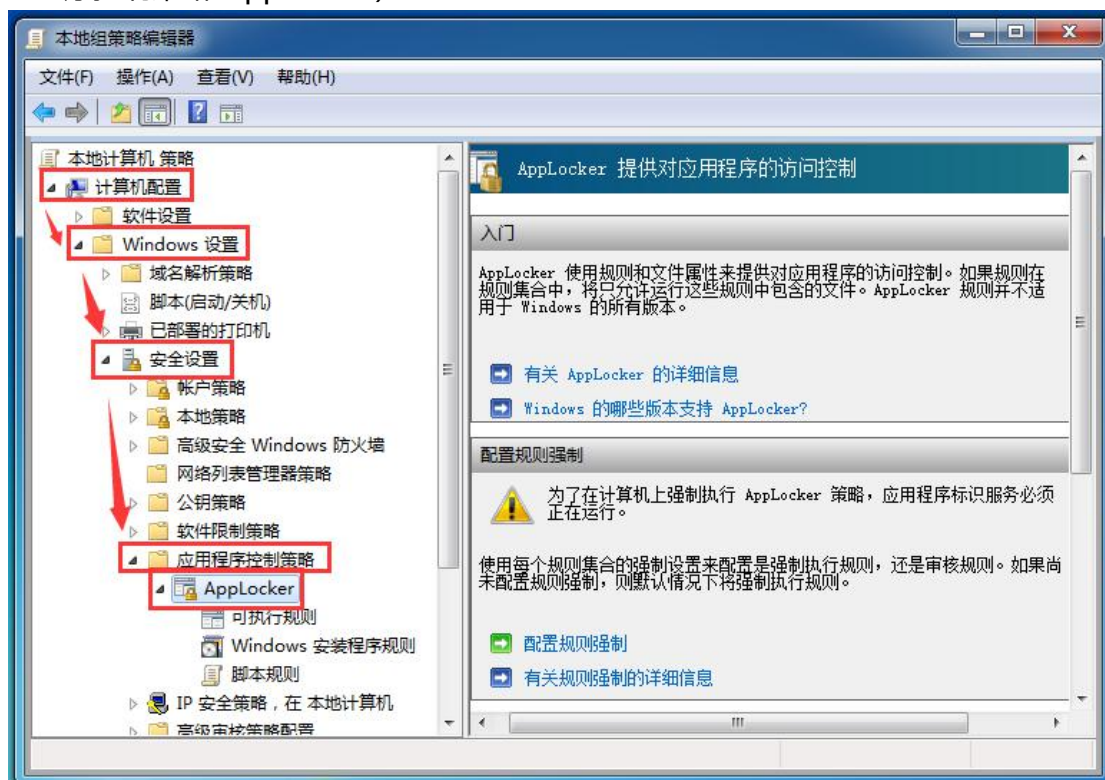 本地组策略编辑器
文件(F) 操作(A) 查看(V) 帮助(H)
本地计算机 策略
计算机配置
软件设置
Windows 设置
域名解析策略
脚本(启动/关机)
已部署的打印机
安全设置
帐户策略
本地策略
高级安全 Windows 防火墙
网络列表管理器策略
公钥策略
软件限制策略
应用程序控制策略
AppLocker
可执行规则
Windows 安装程序规则
脚本规则
IP 安全策略，在 本地计算机
高级审核策略配置
AppLocker 提供对应用程序的访问控制
入门
AppLocker 使用规则和文件属性来提供对应用程序的访问控制。如果规则在
规则集合中，将只允许运行这些规则中包含的文件。AppLocker 规则并不适
用于 Windows 的所有版本。
有关 AppLocker 的详细信息
Windows 的哪些版本支持 AppLocker?
配置规则强制
为了在计算机上强制执行 AppLocker 策略，应用程序标识服务必须
正在运行。
使用每个规则集合的强制设置来配置是强制执行规则，还是审核规则。如果尚
未配置规则强制，则默认情况下将强制执行规则。
配置规则强制
有关规则强制的详细信息